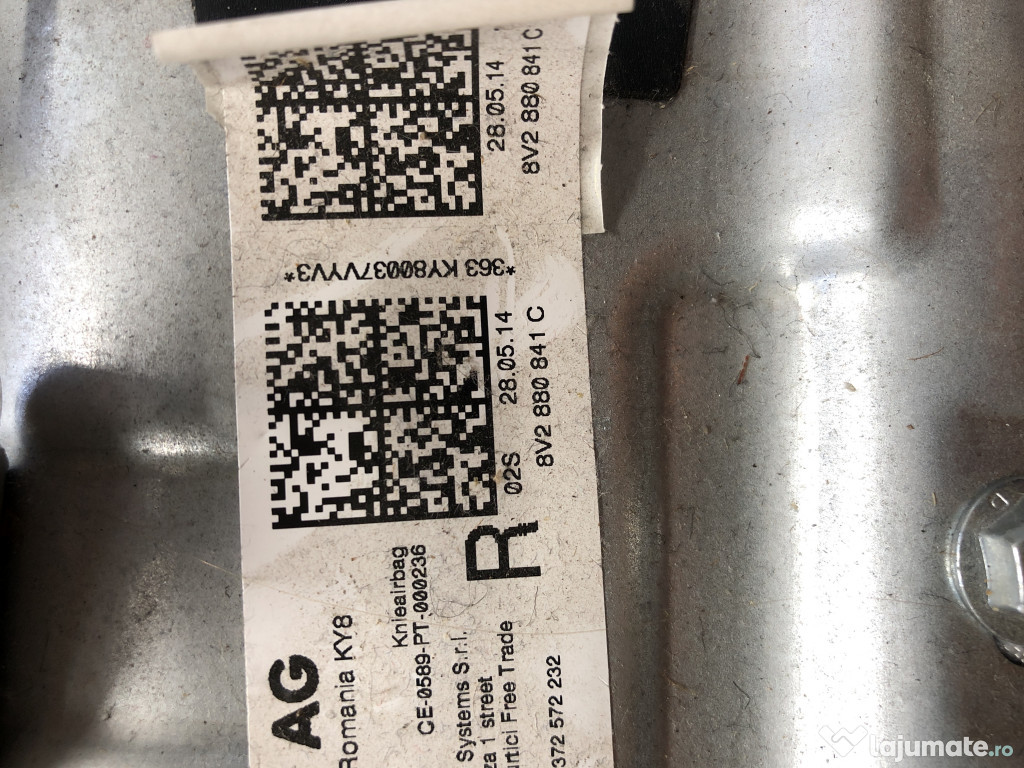 AG
Romania KY8
Knieairbag
CE-0589-PT-000236
Systems S.r.l.
1 street
Free Trade
372 572 232
R
02S 28.05.14
8V2 880 841 C
*363 KY80037VYV3*
28.05.14
8V2 880 841 C
lajumate.ro